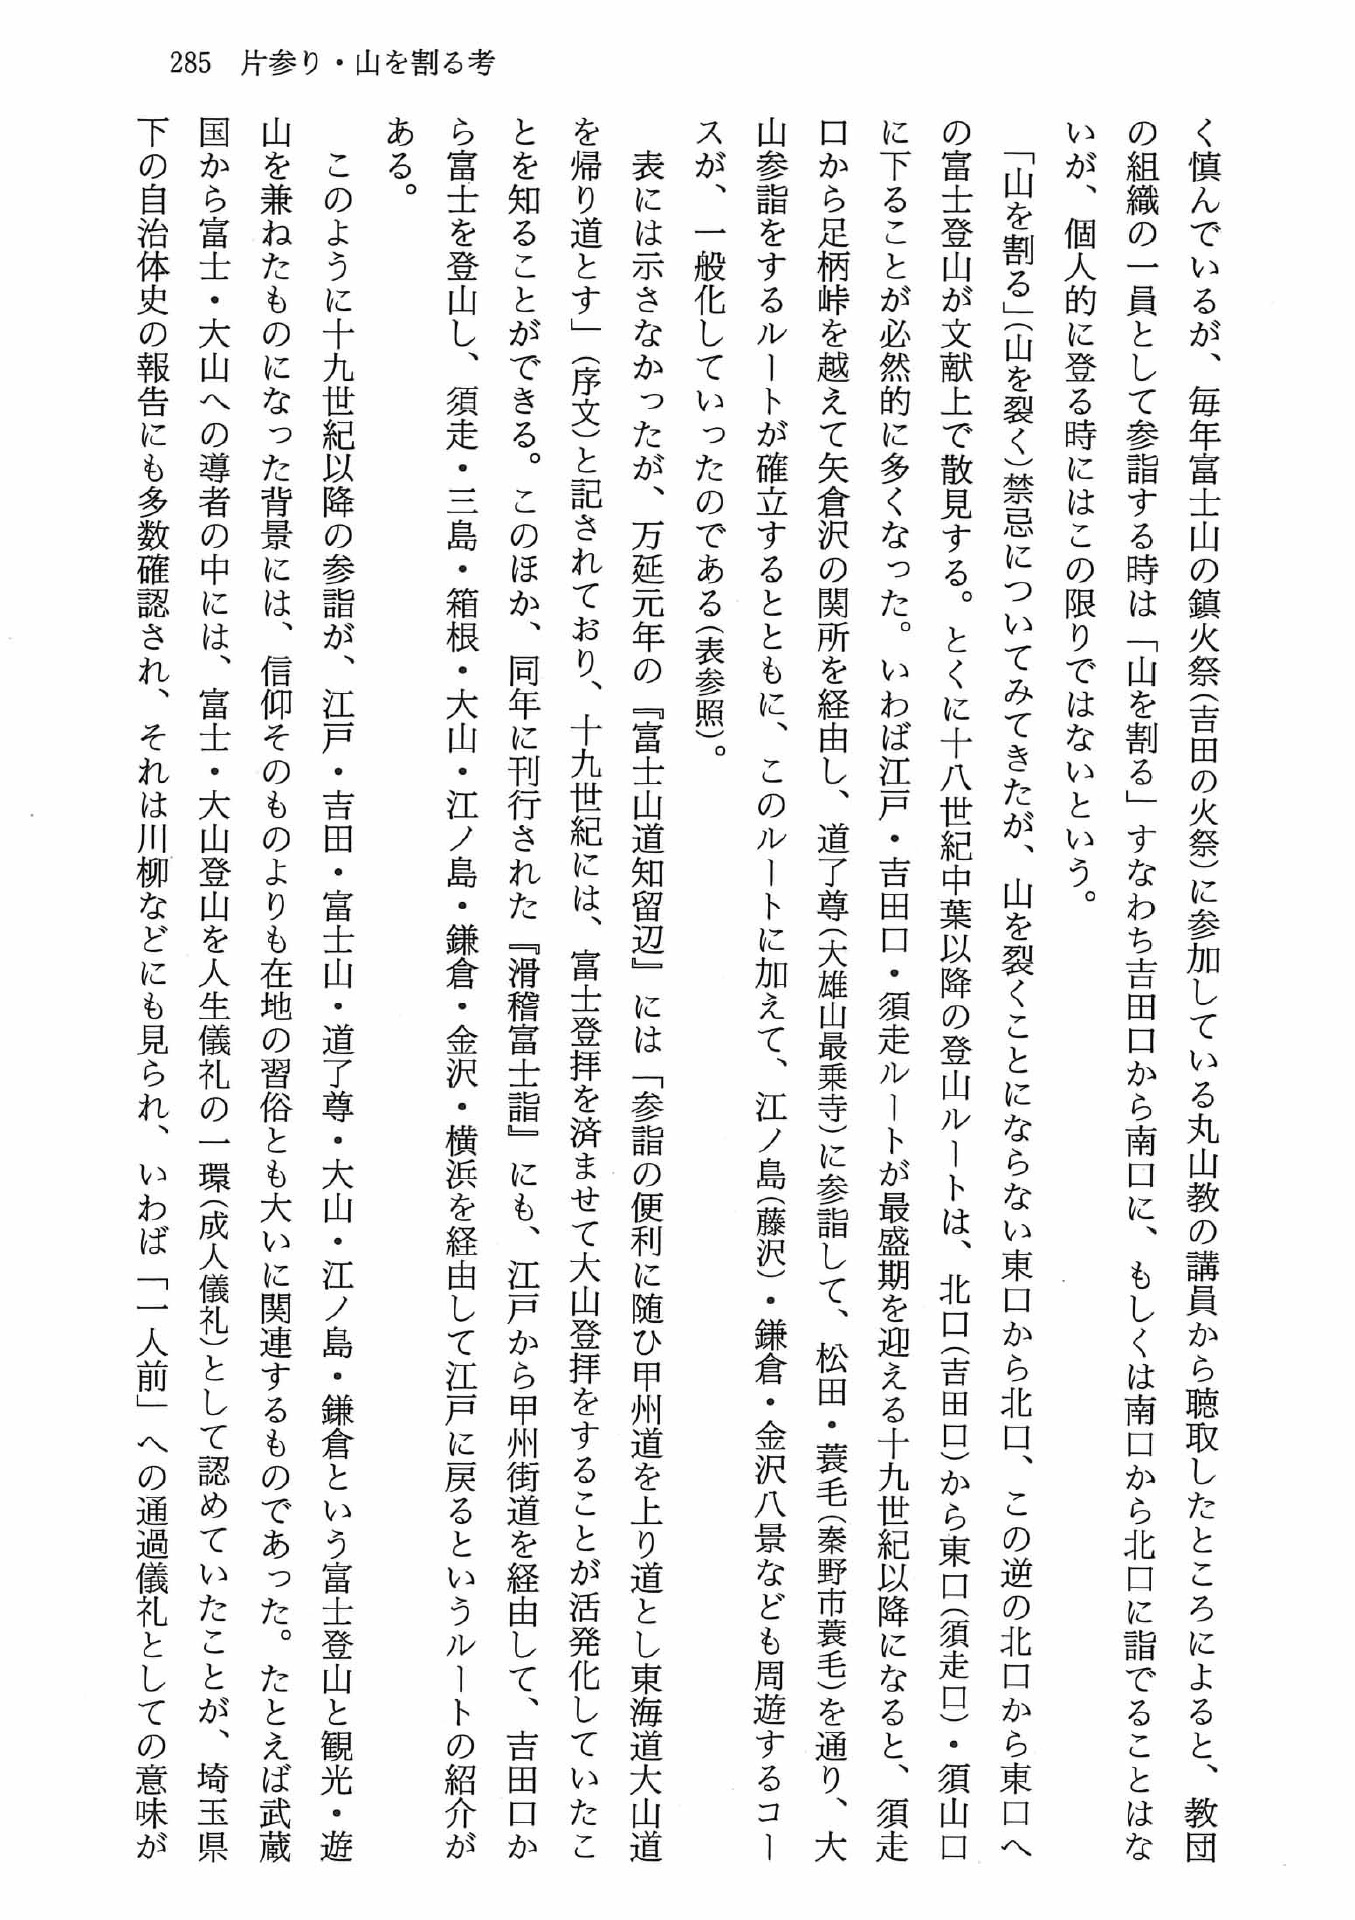 285 片参り・山を割る考
く慎んでいるが、毎年富士山の鎮火祭(吉田の火祭)に参加している丸山教の講員から聴取したところによると、教団
の組織の一員として参詣する時は「山を割る」すなわち吉田口から南口に、もしくは南口から北口に詣でることはな
いが、個人的に登る時にはこの限りではないという。
「山を割る」(山を裂く)禁忌についてみてきたが、山を裂くことにならない東口から北口、この逆の北口から東口へ
の富士登山が文献上で散見する。とくに十八世紀中葉以降の登山ルートは、北口(吉田口)から東口(須走口)・須山口
に下ることが必然的に多くなった。いわば江戸・吉田口・須走ルートが最盛期を迎える十九世紀以降になると、須走
口から足柄峠を越えて矢倉沢の関所を経由し、道了尊(大雄山最乗寺)に参詣して、松田・蓑毛(秦野市蓑毛)を通り、大
山参詣をするルートが確立するとともに、このルートに加えて、江ノ島(藤沢)・鎌倉・金沢八景なども周遊するコー
スが、一般化していったのである(表参照)。
表には示さなかったが、万延元年の『富士山道知留辺』には「参詣の便利に随ひ甲州道を上り道とし東海道大山道
を帰り道とす」(序文)と記されており、十九世紀には、富士登拝を済ませて大山登拝をすることが活発化していたこ
とを知ることができる。このほか、同年に刊行された『滑稽富士詣』にも、江戸から甲州街道を経由して、吉田口か
ら富士を登山し、須走・三島・箱根・大山・江ノ島・鎌倉・金沢・横浜を経由して江戸に戻るというルートの紹介が
ある。
このように十九世紀以降の参詣が、江戸・吉田・富士山・道了尊・大山・江ノ島・鎌倉という富士登山と観光・遊
山を兼ねたものになった背景には、信仰そのものよりも在地の習俗とも大いに関連するものであった。たとえば武蔵
国から富士・大山への導者の中には、富士・大山登山を人生儀礼の一環(成人儀礼)として認めていたことが、埼玉県
下の自治体史の報告にも多数確認され、それは川柳などにも見られ、いわば「一人前」への通過儀礼としての意味が